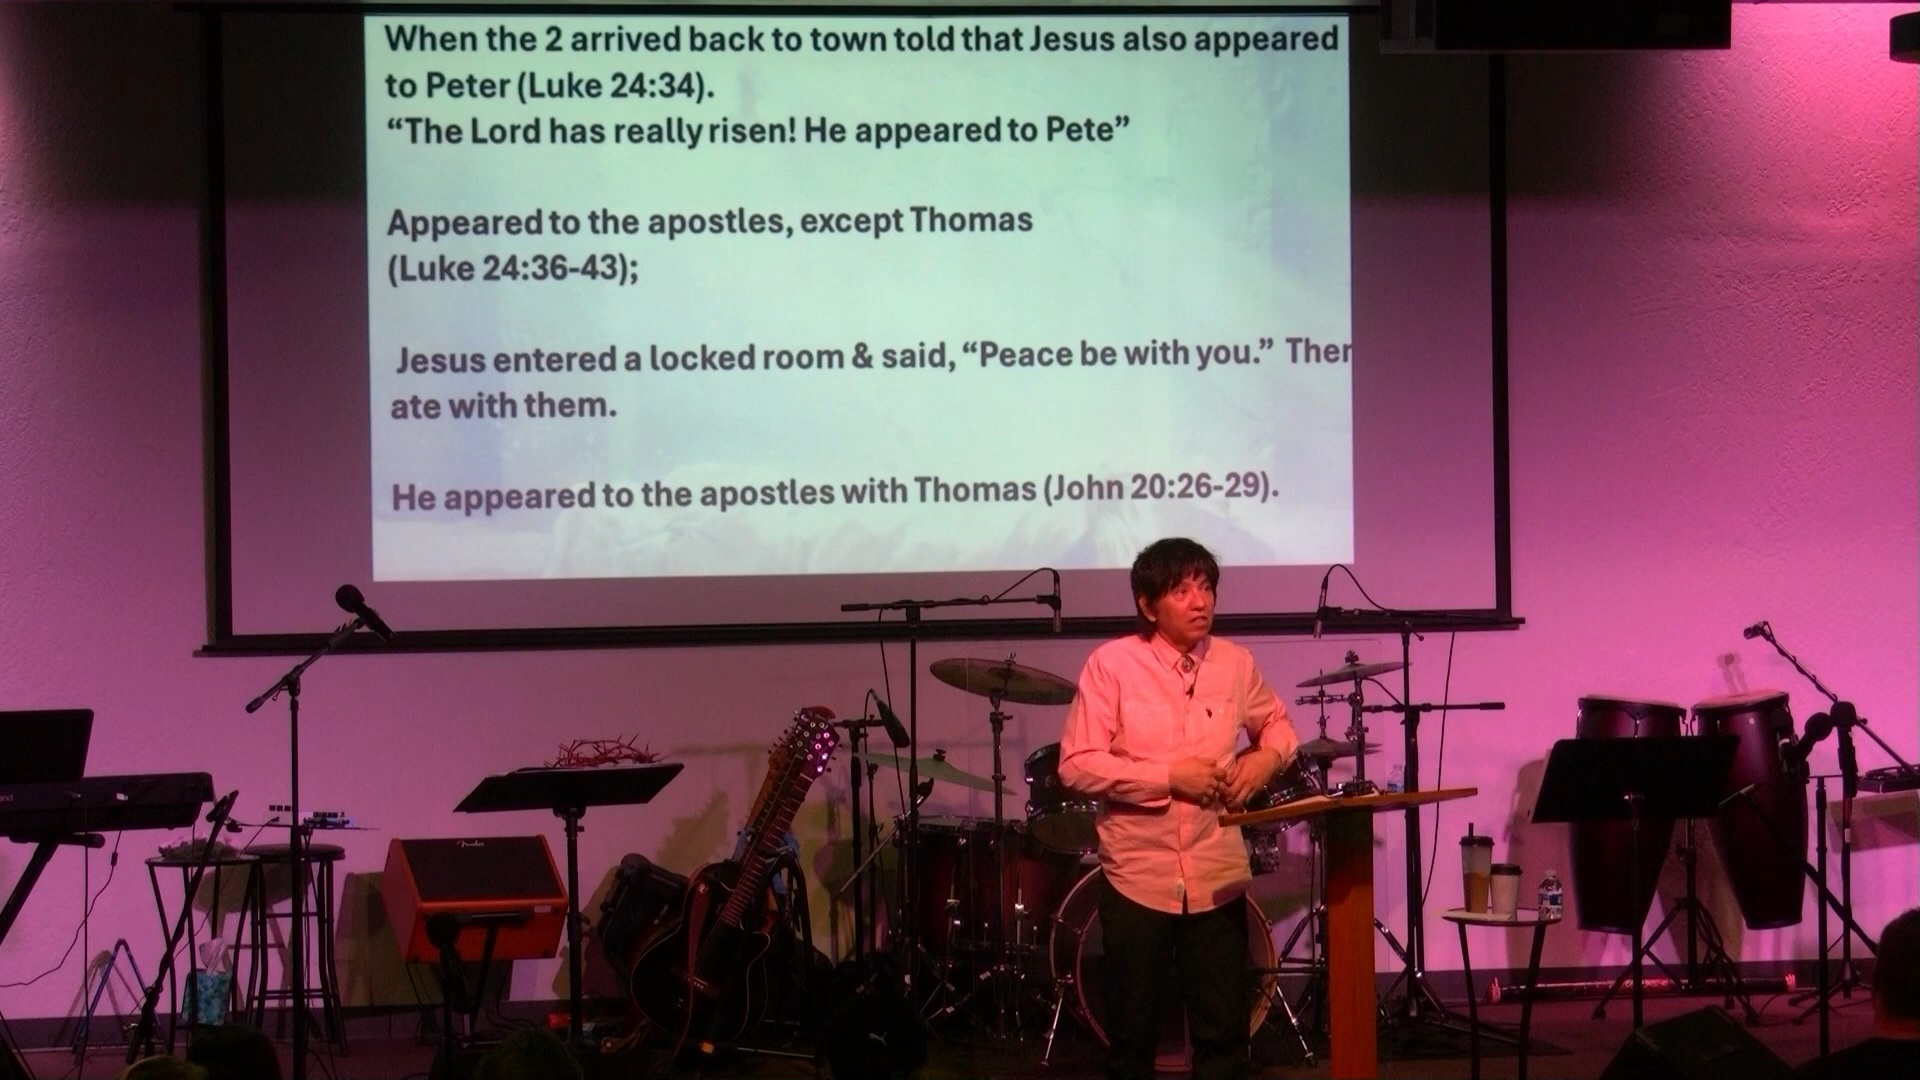 When the 2 arrived back to town told that Jesus also appeared
to Peter (Luke 24:34).
“The Lord has really risen! He appeared to Pete”
Appeared to the apostles, except Thomas
(Luke 24:36-43);
Jesus entered a locked room & said, “Peace be with you.” Ther
ate with them.
He appeared to the apostles with Thomas (John 20:26-29).
Fender